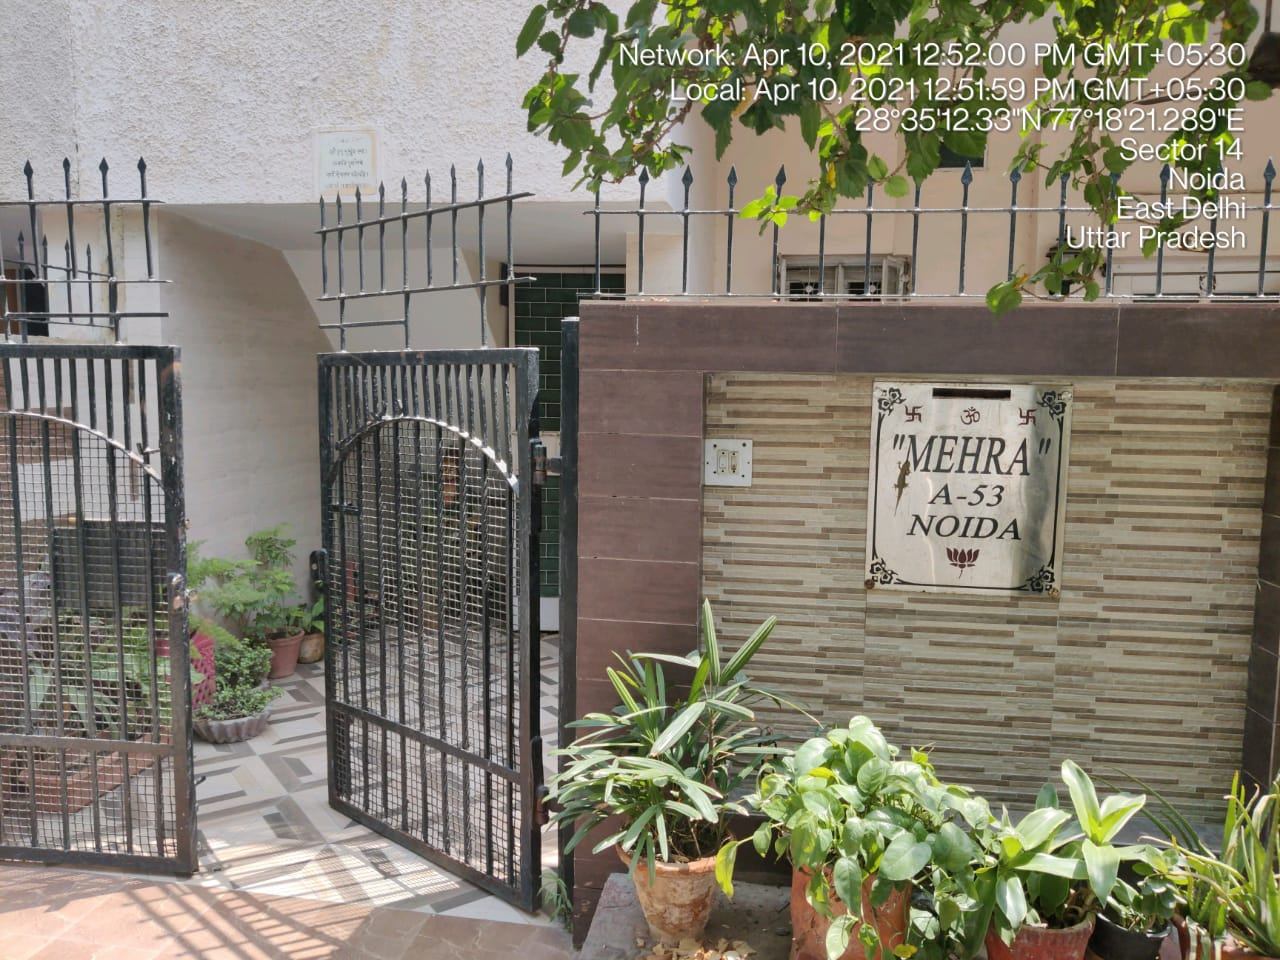 Network: Apr 10, 2021 12:52:00 PM GMT+05:30
Local: Apr 10, 2021 12:51:59 PM GMT+05:30
28°35'12.33"N 77°18'21.289"E
Sector 14
Noida
East Delhi
Uttar Pradesh
ॐ
"MEHRA"
A-53
NOIDA